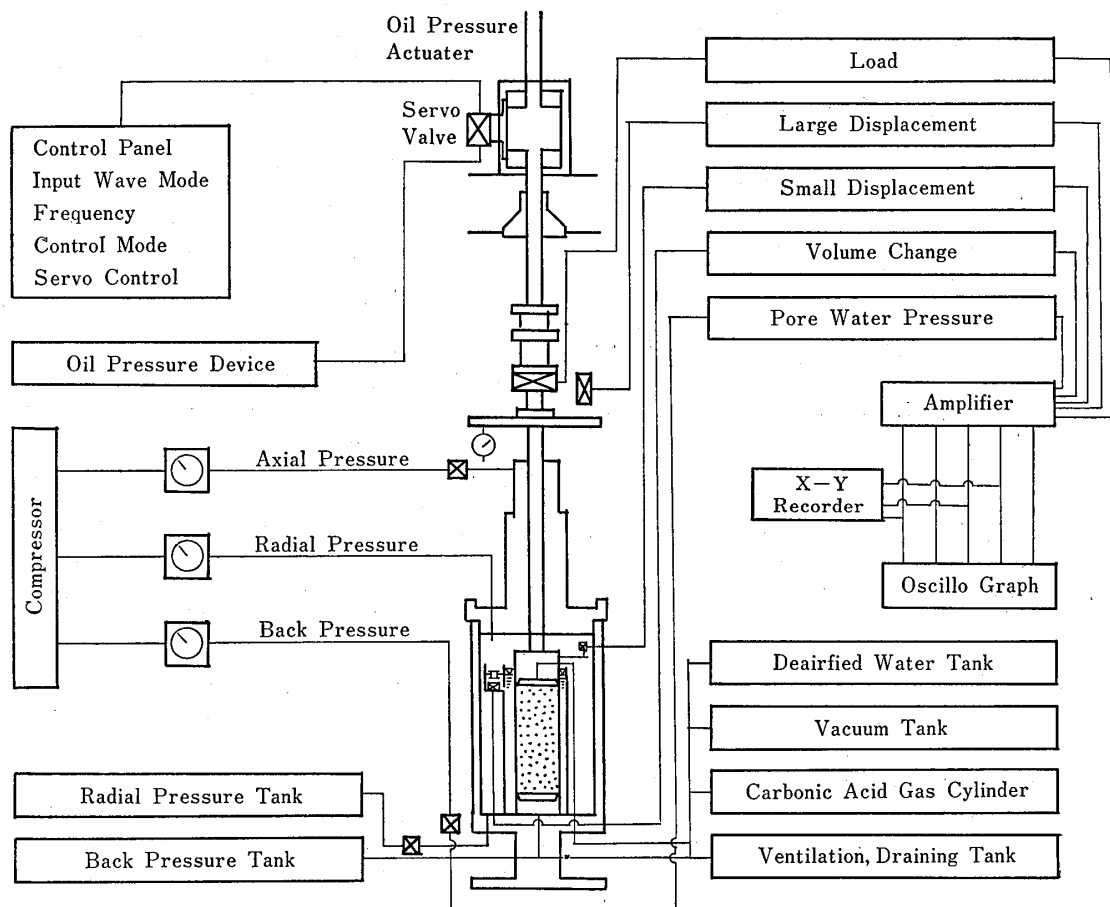 Oil Pressure
Actuater
Servo
Valve
Control Panel
Input Wave Mode
Frequency
Control Mode
Servo Control
Oil Pressure Device
Load
Large Displacement
Small Displacement
Volume Change
Pore Water Pressure
Amplifier
X-Y
Recorder
Oscillo Graph
Compressor
Axial Pressure
Radial Pressure
Back Pressure
Radial Pressure Tank
Back Pressure Tank
Deairfied Water Tank
Vacuum Tank
Carbonic Acid Gas Cylinder
Ventilation, Draining Tank